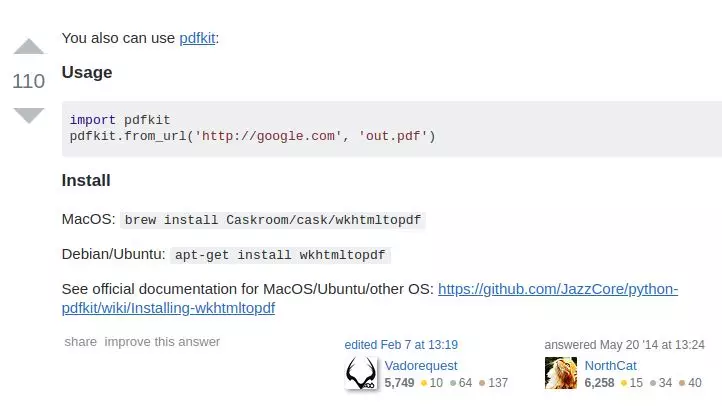 You also can use pdfkit:
110
Usage
import pdfkit
pdfkit.from_url('http://google.com', 'out.pdf')
Install
MacOS: brew install Caskroom/cask/wkhtmltopdf
Debian/Ubuntu: apt-get install wkhtmltopdf
See official documentation for MacOS/Ubuntu/other OS: https://github.com/JazzCore/python-
pdfkit/wiki/Installing-wkhtmltopdf
share improve this answer
edited Feb 7 at 13:19
Vadorequest
5,749 10 64 137
answered May 20 '14 at 13:24
NorthCat
6,258 15 34 40